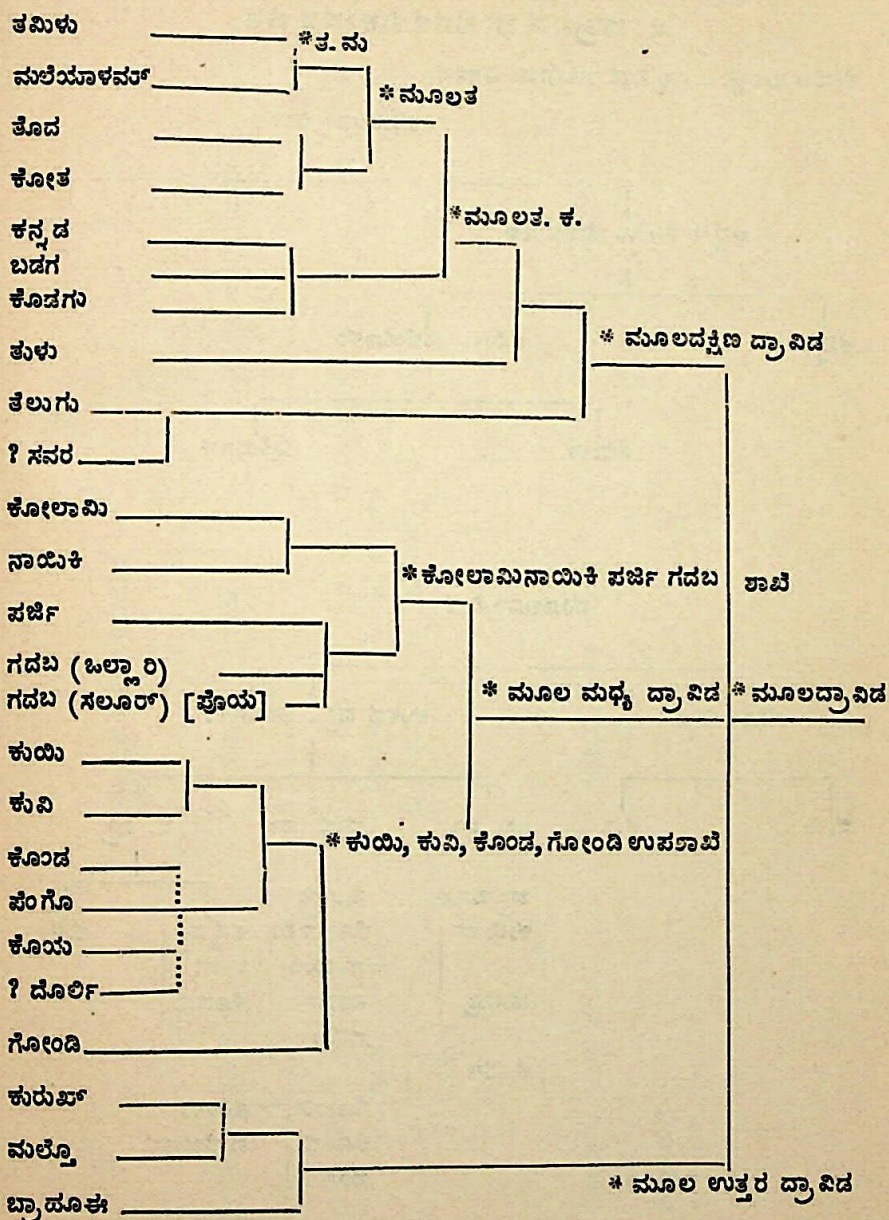 ತಮಿಳು
*ತ-ಮ
ಮಲೆಯಾಳಮ್
*ಮೂಲತ
ತೊದ
ಕೋತ
*ಮೂಲತ. ಕ.
ಕನ್ನಡ
ಬಡಗ
ಕೊಡಗು
* ಮೂಲದಕ್ಷಿಣ ದ್ರಾವಿಡ
ತುಳು
ತೆಲುಗು
? ಸವರ
ಕೋಲಾಮಿ
ನಾಯಿಕಿ
*ಕೋಲಾಮಿನಾಯಿಕಿ ಪರ್ಜಿ ಗದಬ ಶಾಖೆ
ಪರ್ಜಿ
ಗದಬ (ಒಲ್ಲಾರಿ)
ಗದಬ (ಸಲೂರ್) [ಪೊಯ]
* ಮೂಲ ಮಧ್ಯ ದ್ರಾವಿಡ
*ಮೂಲದ್ರಾವಿಡ
ಕುಯಿ
ಕುವಿ
* ಕುಯಿ, ಕುವಿ, ಕೊಂಡ, ಗೋಂಡಿ ಉಪಶಾಖೆ
ಕೊಂಡ
ಪೆಂಗೊ
ಕೊಯ
? ದೊರ್ಲಿ
ಗೋಂಡಿ
ಕುರುಖ್
ಮಲ್ತೊ
* ಮೂಲ ಉತ್ತರ ದ್ರಾವಿಡ
ಬ್ರಾಹೂಈ